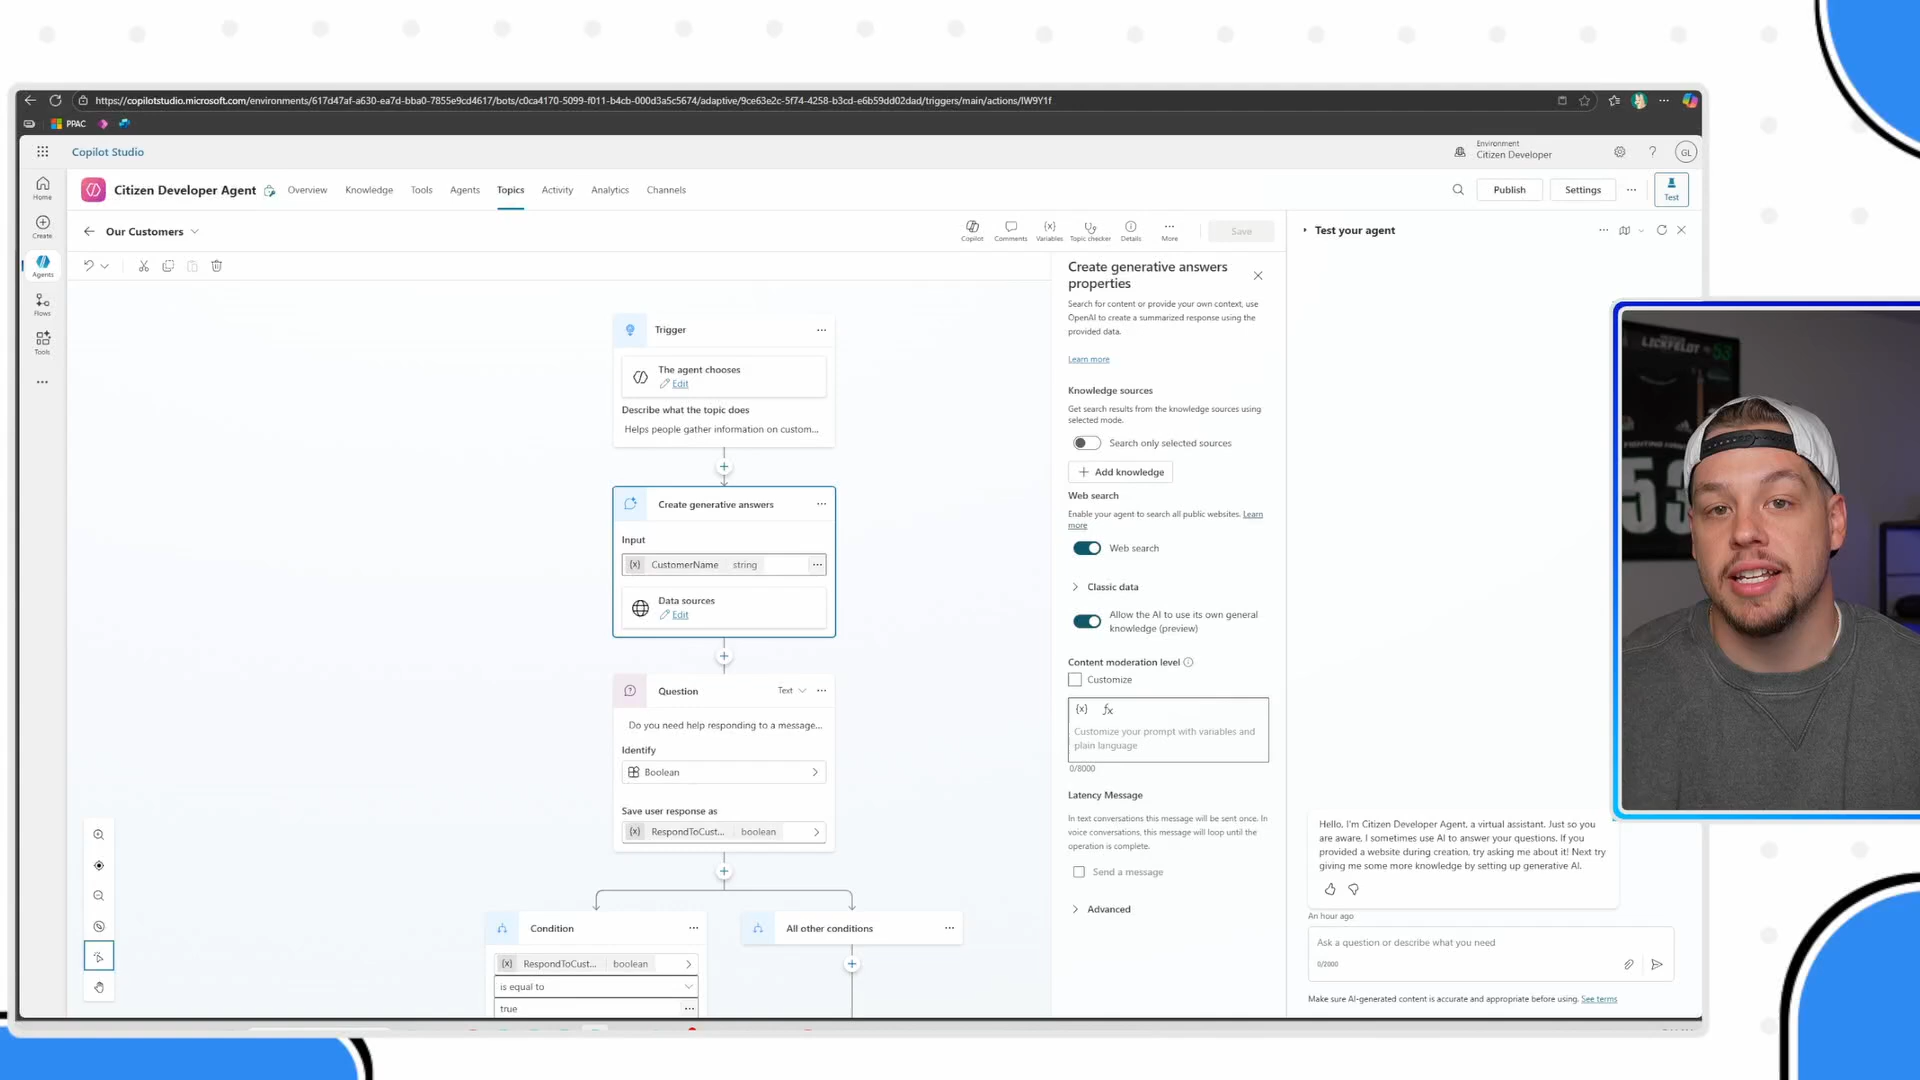 https://copilotstudio.microsoft.com/environments/617d47af-a630-ea7d-bba0-7855e9cd4617/bots/c0ca4170-5099-f011-b4cb-000d3a5c5674/adaptive/9ce63e2c-5f74-4258-b3cd-e6b59dd02dad/triggers/main/actions/IW9Y1f
PPAC
Copilot Studio
Environment
Citizen Developer
GL
Home
Create
Agents
Flows
Tools
Citizen Developer Agent
Overview
Knowledge
Tools
Agents
Topics
Activity
Analytics
Channels
Publish
Settings
Test
Our Customers
Copilot
Comments
Variables
Topic checker
Details
More
Save
Trigger
The agent chooses
Edit
Describe what the topic does
Helps people gather information on custom...
Create generative answers
Input
{x} CustomerName string
Data sources
Edit
Question
Text
Do you need help responding to a message...
Identify
Boolean
Save user response as
{x} RespondToCust... boolean
Condition
{x} RespondToCust... boolean
is equal to
true
All other conditions
Create generative answers
properties
Search for content or provide your own context, use
OpenAI to create a summarized response using the
provided data.
Learn more
Knowledge sources
Get search results from the knowledge sources using
selected mode.
Search only selected sources
Add knowledge
Web search
Enable your agent to search all public websites. Learn
more
Web search
Classic data
Allow the AI to use its own general
knowledge (preview)
Content moderation level
Customize
{x} fx
Customize your prompt with variables and
plain language
0/8000
Latency Message
In text conversations this message will be sent once. In
voice conversations, this message will loop until the
operation is complete.
Send a message
Advanced
Test your agent
Hello, I'm Citizen Developer Agent, a virtual assistant. Just so you
are aware, I sometimes use AI to answer your questions. If you
provided a website during creation, try asking me about it! Next try
giving me some more knowledge by setting up generative AI.
An hour ago
Ask a question or describe what you need
0/2000
Make sure AI-generated content is accurate and appropriate before using. See terms
LICKFELDT 53
53